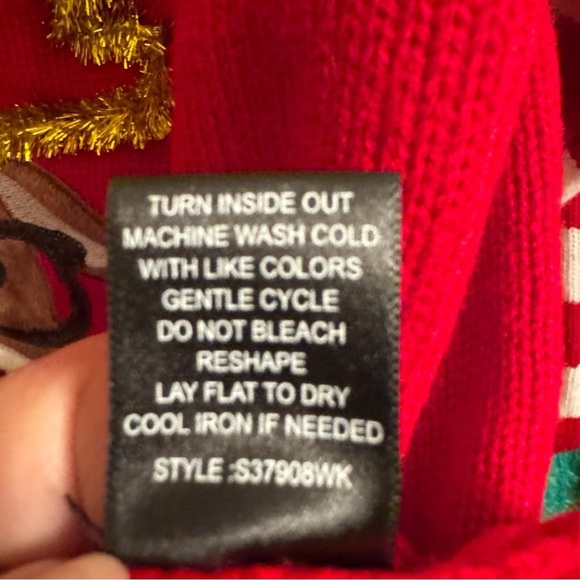 TURN INSIDE OUT
MACHINE WASH COLD
WITH LIKE COLORS
GENTLE CYCLE
DO NOT BLEACH
RESHAPE
LAY FLAT TO DRY
COOL IRON IF NEEDED
STYLE :S37908WK